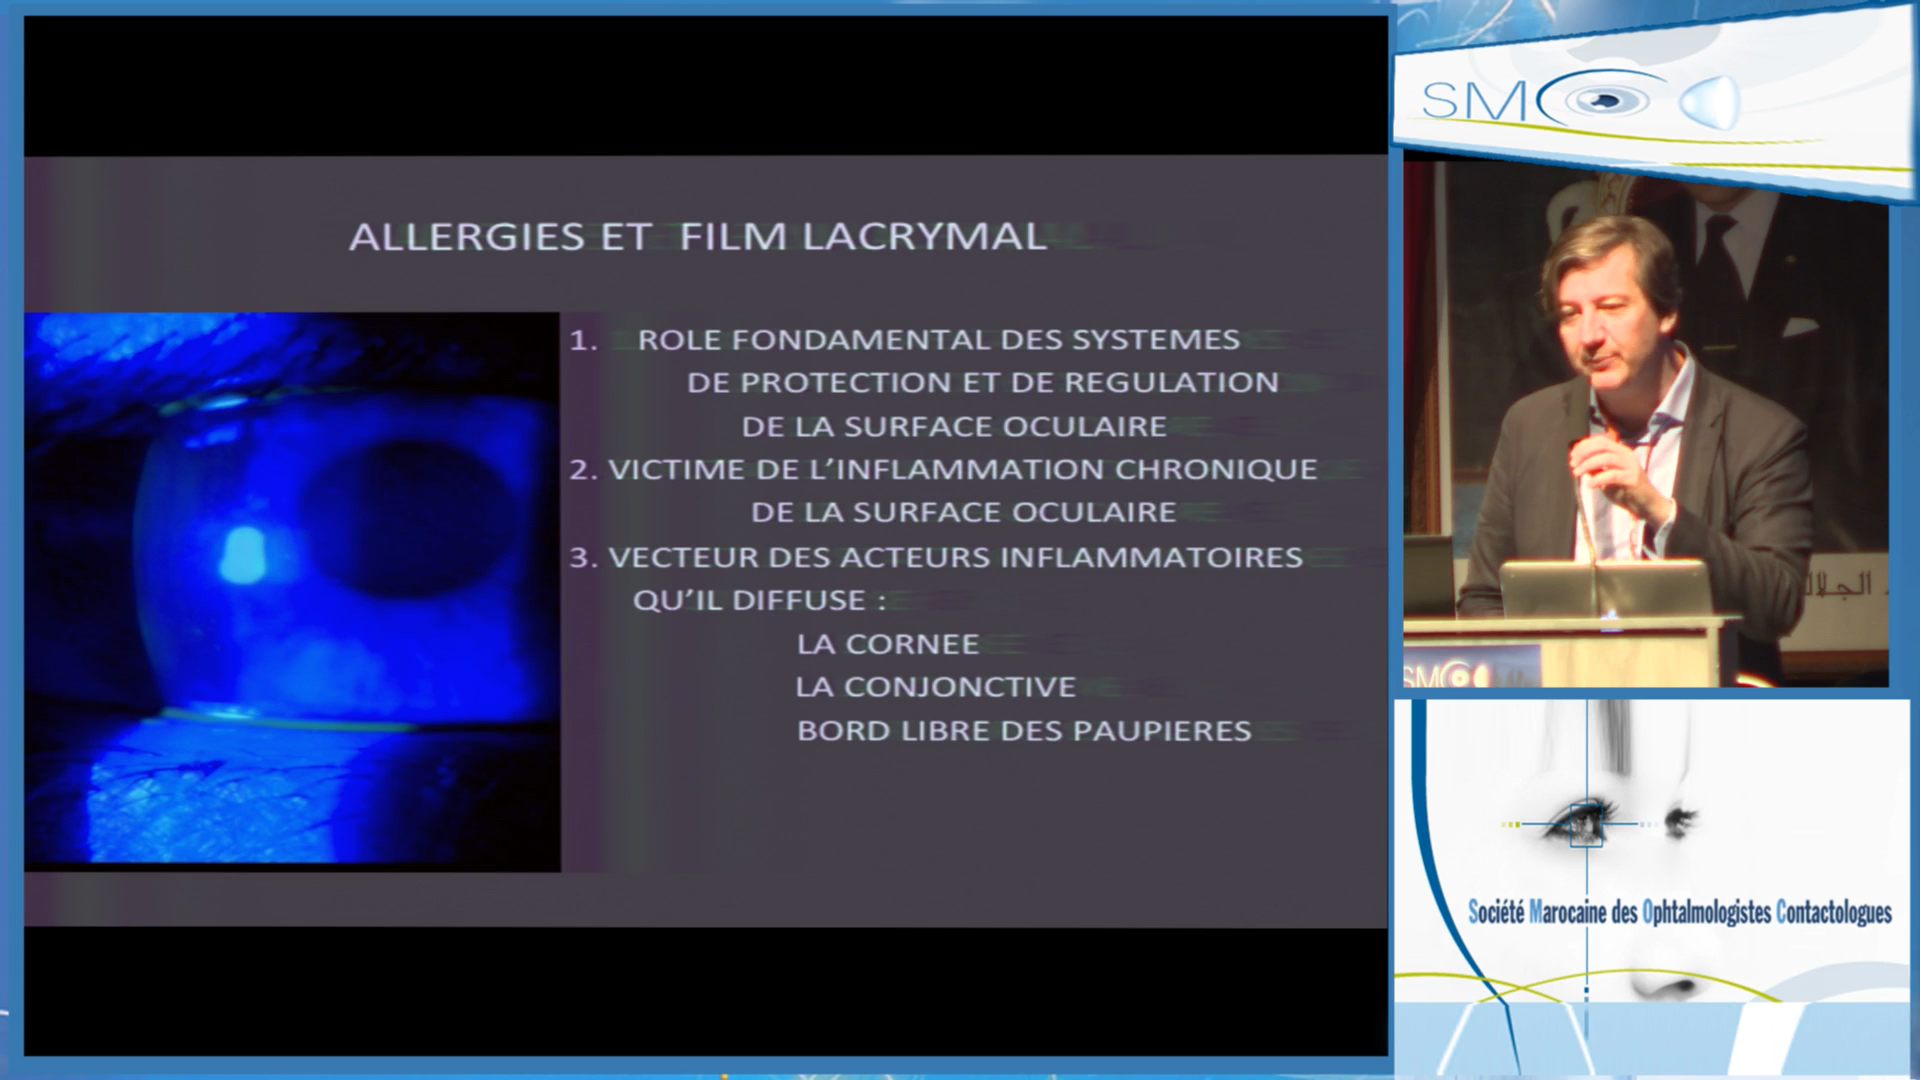 ALLERGIES ET FILM LACRYMAL
1. ROLE FONDAMENTAL DES SYSTEMES
DE PROTECTION ET DE REGULATION
DE LA SURFACE OCULAIRE
2. VICTIME DE L’INFLAMMATION CHRONIQUE
DE LA SURFACE OCULAIRE
3. VECTEUR DES ACTEURS INFLAMMATOIRES
QU’IL DIFFUSE :
LA CORNEE
LA CONJONCTIVE
BORD LIBRE DES PAUPIERES
SMC
SMC
Société Marocaine des Ophtalmologistes Contactologues